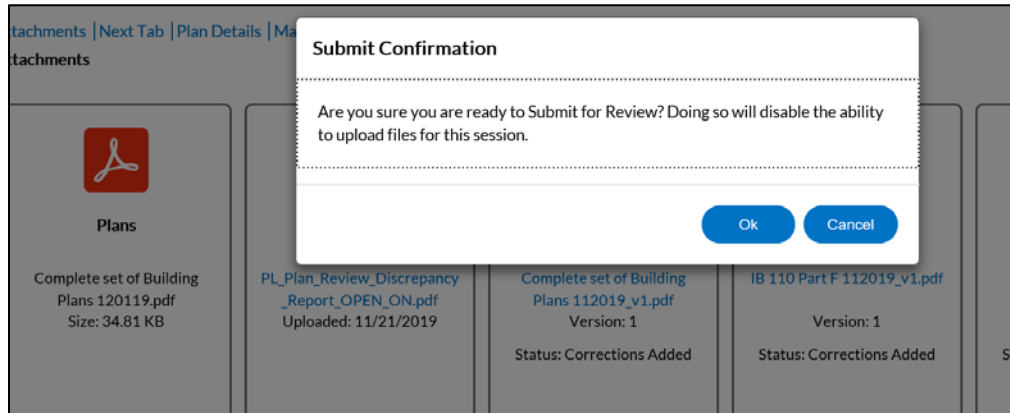 ttachments |Next Tab |Plan Details |Ma
ttachments
Submit Confirmation
Are you sure you are ready to Submit for Review? Doing so will disable the ability
to upload files for this session.
Ok
Cancel
Plans
Complete set of Building
Plans 120119.pdf
Size: 34.81 KB
PL_Plan_Review_Discrepancy
_Report_OPEN_ON.pdf
Uploaded: 11/21/2019
Complete set of Building
Plans 112019_v1.pdf
Version: 1
Status: Corrections Added
IB 110 Part F 112019_v1.pdf
Version: 1
Status: Corrections Added
S